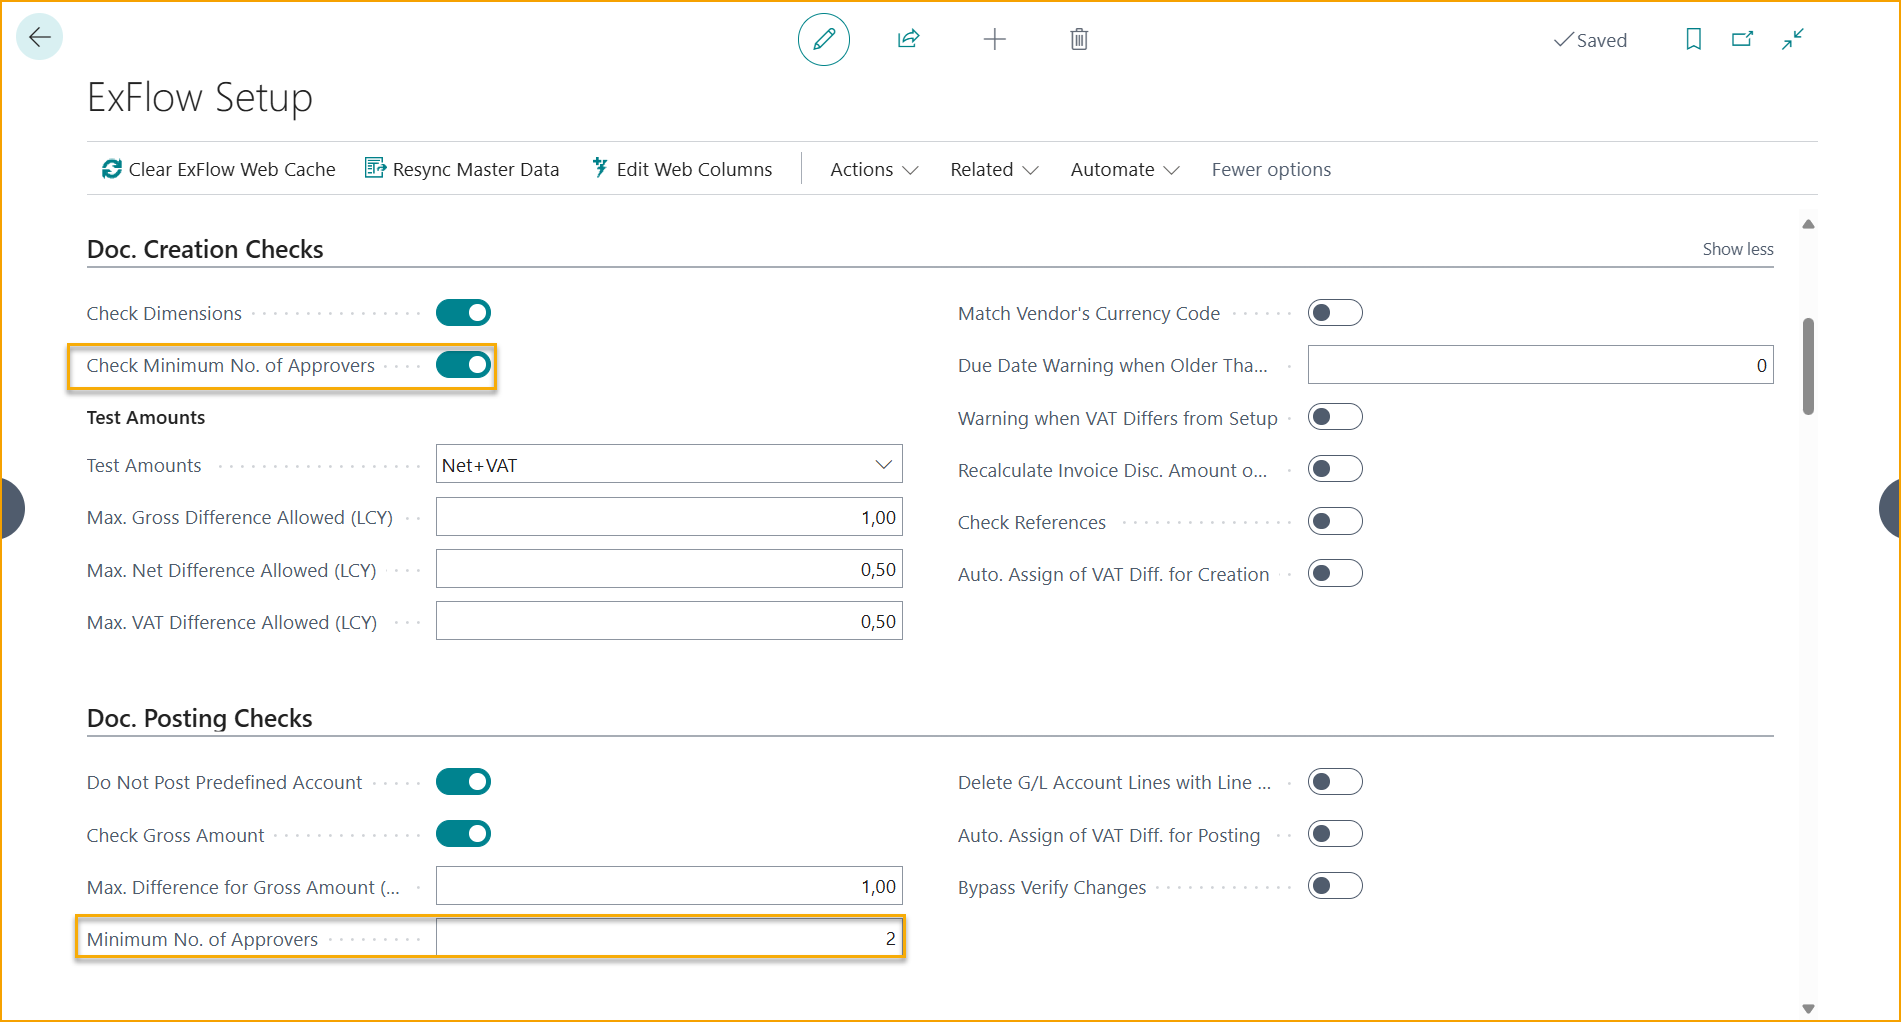 Saved
ExFlow Setup
Clear ExFlow Web Cache
Resync Master Data
Edit Web Columns
Actions
Related
Automate
Fewer options
Doc. Creation Checks
Show less
Check Dimensions
Check Minimum No. of Approvers
Test Amounts
Test Amounts
Net+VAT
Max. Gross Difference Allowed (LCY)
1,00
Max. Net Difference Allowed (LCY)
0,50
Max. VAT Difference Allowed (LCY)
0,50
Match Vendor's Currency Code
Due Date Warning when Older Tha...
0
Warning when VAT Differs from Setup
Recalculate Invoice Disc. Amount o...
Check References
Auto. Assign of VAT Diff. for Creation
Doc. Posting Checks
Do Not Post Predefined Account
Check Gross Amount
Max. Difference for Gross Amount (...
1,00
Minimum No. of Approvers
2
Delete G/L Account Lines with Line ...
Auto. Assign of VAT Diff. for Posting
Bypass Verify Changes